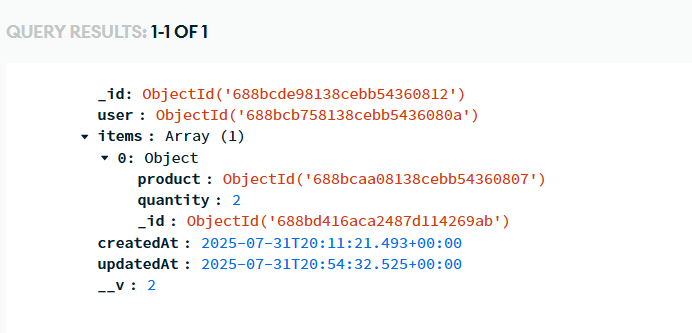 QUERY RESULTS: 1-1 OF 1
_id: ObjectId('688bcde98138cebb54360812')
user : ObjectId('688bcb758138cebb5436080a')
items : Array (1)
0: Object
product : ObjectId('688bcaa08138cebb54360807')
quantity : 2
_id : ObjectId('688bd416aca2487d114269ab')
createdAt : 2025-07-31T20:11:21.493+00:00
updatedAt : 2025-07-31T20:54:32.525+00:00
__v : 2